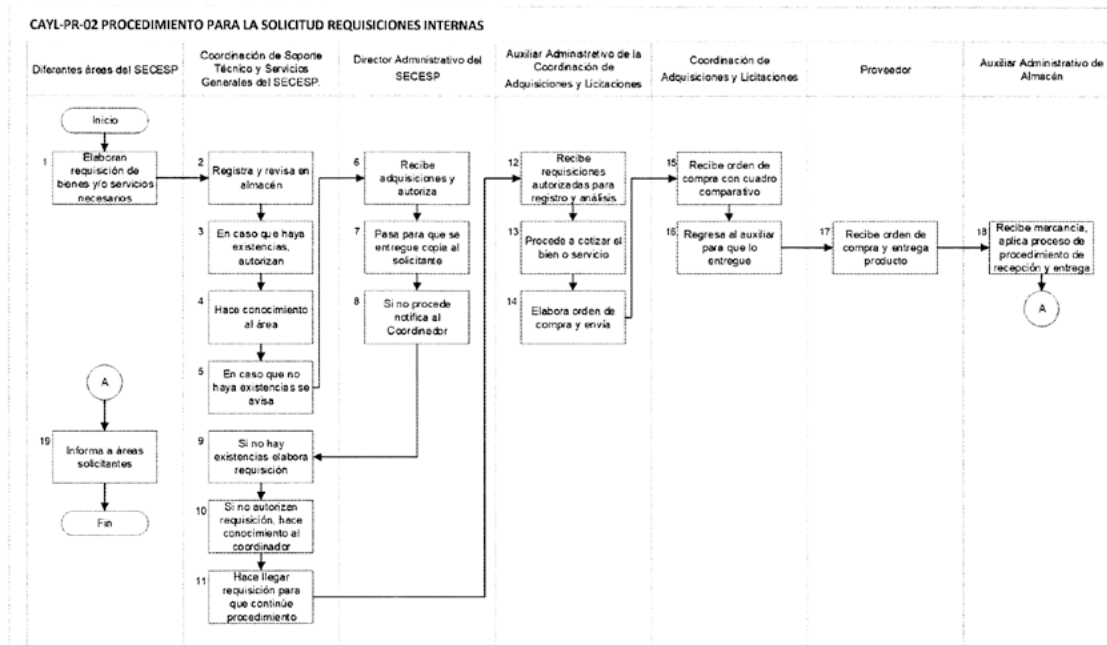 CAYL-PR-02 PROCEDIMIENTO PARA LA SOLICITUD REQUISICIONES INTERNAS
Diferentes áreas del SECESP
Coordinación de Soporte
Técnico y Servicios
Generales del SECESP.
Director Administrativo del
SECESP
Auxiliar Administrativo de la
Coordinación de
Adquisiciones y Licitaciones
Coordinación de
Adquisiciones y Licitaciones
Proveedor
Auxiliar Administrativo de
Almacén
Inicio
1
Elaboran
requisición de
bienes y/o servicios
necesarios
2
Registra y revisa en
almacén
3
En caso que haya
existencias,
autorizan
4
Hace conocimiento
al área
5
En caso que no
haya existencias se
avisa
6
Recibe
adquisiciones y
autoriza
7
Pasa para que se
entregue copia al
solicitante
8
Si no procede
notifica al
Coordinador
9
Si no hay
existencias elabora
requisición
10
Si no autorizan
requisición, hace
conocimiento al
coordinador
11
Hace llegar
requisición para
que continúe
procedimiento
12
Recibe
requisiciones
autorizadas para
registro y análisis
13
Procede a cotizar el
bien o servicio
14
Elabora orden de
compra y envía
15
Recibe orden de
compra con cuadro
comparativo
16
Regresa al auxiliar
para que lo
entregue
17
Recibe orden de
compra y entrega
producto
18
Recibe mercancía,
aplica proceso de
procedimiento de
recepción y entrega
A
A
19
Informa a áreas
solicitantes
Fin